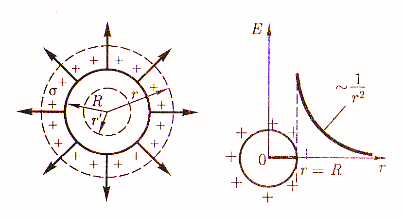 σ
R
r
r'
+ + + + + + + + + + + +
E
~ 1/r²
+ + + + + + + +
0
r = R
r